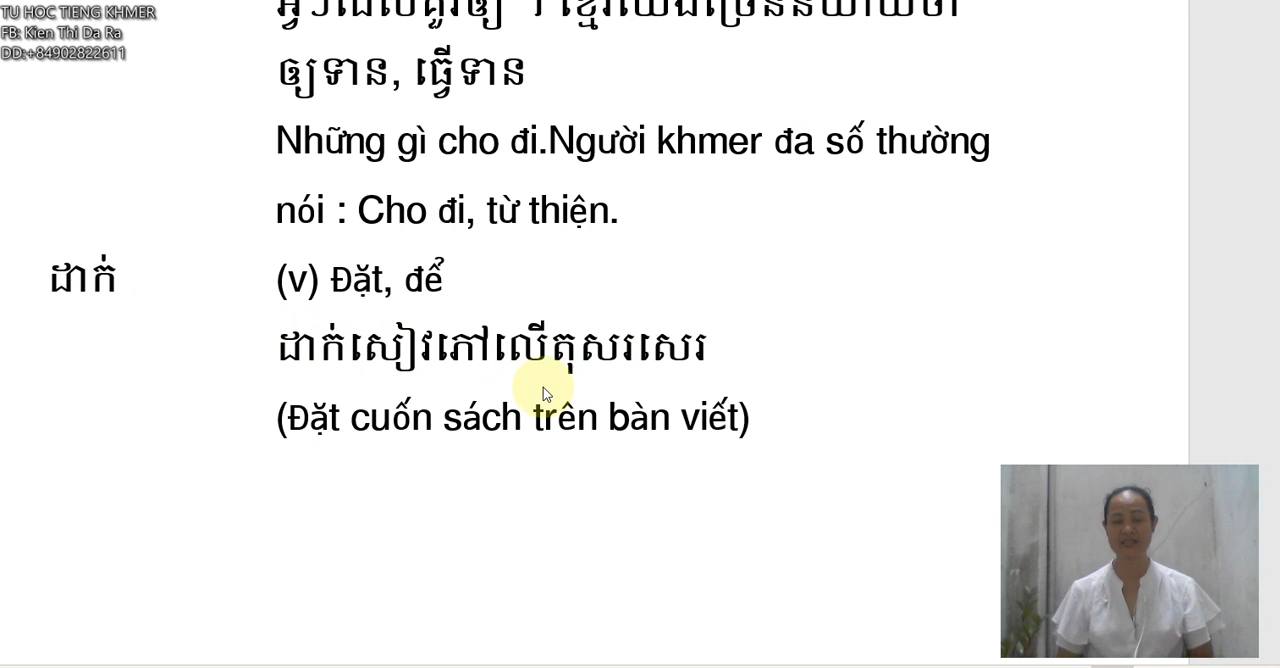 TU HOC TIENG KHMER
FB: Kien Thi Da Ra
DD:+84902822611
ឲ្យទាន, ធ្វើទាន
Những gì cho đi.Người khmer đa số thường
nói : Cho đi, từ thiện.
ដាក់ (v) Đặt, để
ដាក់សៀវភៅលើតុសរសេរ
(Đặt cuốn sách trên bàn viết)